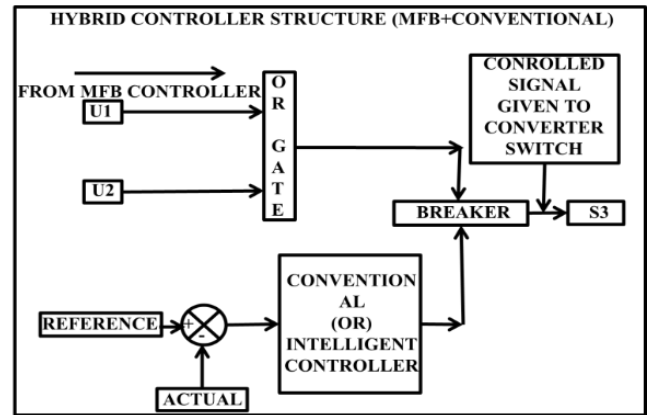 HYBRID CONTROLLER STRUCTURE (MFB+CONVENTIONAL)
FROM MFB CONTROLLER
U1
U2
O
R
G
A
T
E
CONROLLED
SIGNAL
GIVEN TO
CONVERTER
SWITCH
BREAKER
S3
REFERENCE
+
-
ACTUAL
CONVENTION
AL
(OR)
INTELLIGENT
CONTROLLER